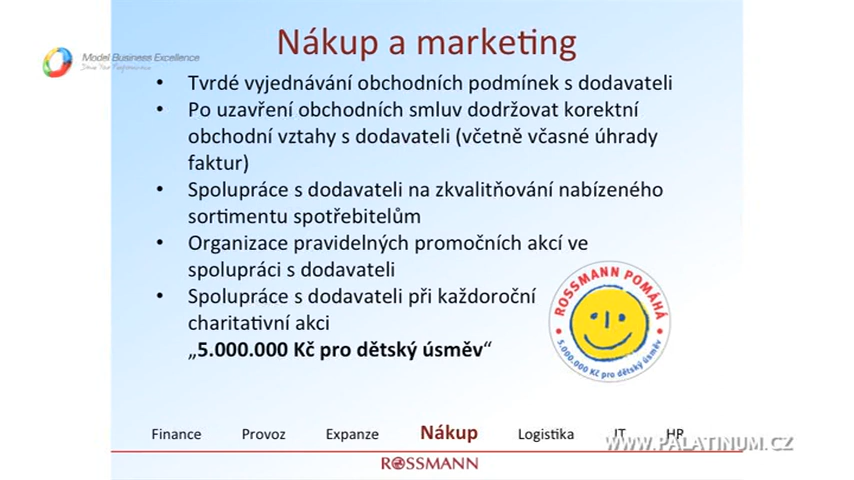 Model Business Excellence
Nákup a marketing
• Tvrdé vyjednávání obchodních podmínek s dodavateli
• Po uzavření obchodních smluv dodržovat korektní
obchodní vztahy s dodavateli (včetně včasné úhrady
faktur)
• Spolupráce s dodavateli na zkvalitňování nabízeného
sortimentu spotřebitelům
• Organizace pravidelných promočních akcí ve
spolupráci s dodavateli
• Spolupráce s dodavateli při každoroční
charitativní akci
„5.000.000 Kč pro dětský úsměv“
ROSSMANN POMÁHÁ
5.000.000 Kč pro dětský úsměv
Finance Provoz Expanze Nákup Logistika IT HR
WWW.PALATINUM.CZ
ROSSMANN